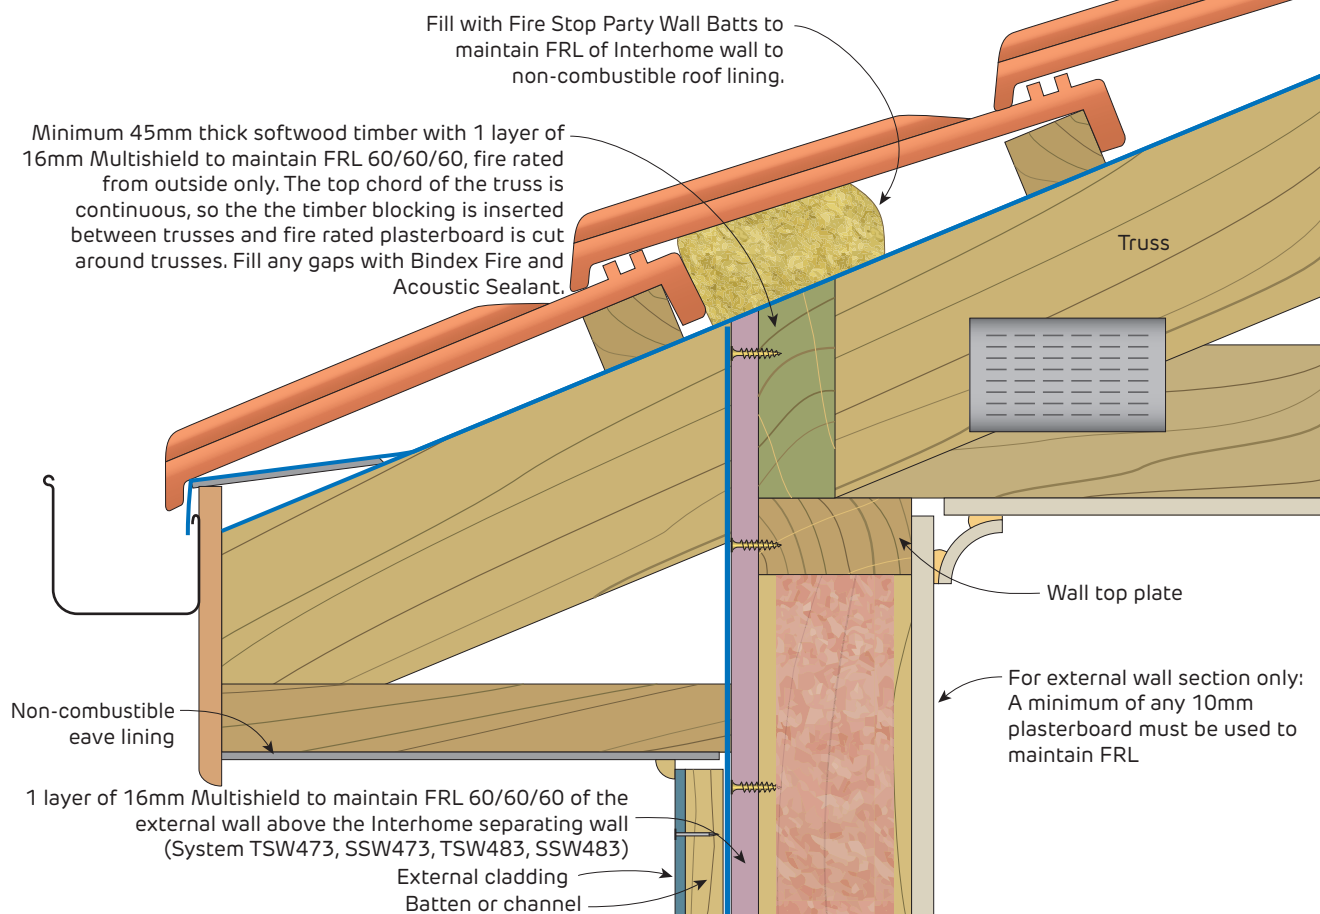 Fill with Fire Stop Party Wall Batts to
maintain FRL of Interhome wall to
non-combustible roof lining.
Minimum 45mm thick softwood timber with 1 layer of
16mm Multishield to maintain FRL 60/60/60, fire rated
from outside only. The top chord of the truss is
continuous, so the the timber blocking is inserted
between trusses and fire rated plasterboard is cut
around trusses. Fill any gaps with Bindex Fire and
Acoustic Sealant.
Truss
Wall top plate
For external wall section only:
A minimum of any 10mm
plasterboard must be used to
maintain FRL
Non-combustible
eave lining
1 layer of 16mm Multishield to maintain FRL 60/60/60 of the
external wall above the Interhome separating wall
(System TSW473, SSW473, TSW483, SSW483)
External cladding
Batten or channel